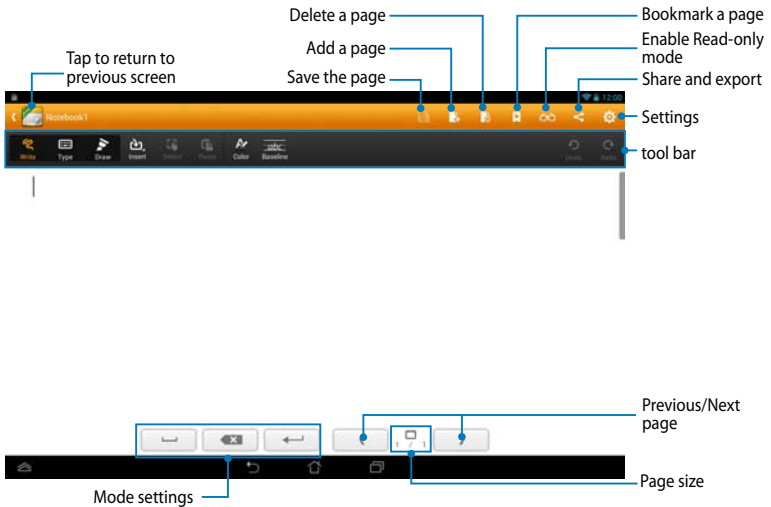 Delete a page
Bookmark a page
Tap to return to
previous screen
Add a page
Enable Read-only
mode
Save the page
Share and export
12:00
Notebook1
Settings
abc
Write
Type
Draw
Insert
Select
Paste
Color
Baseline
Undo
Redo
tool bar
Previous/Next
page
1 / 1
Page size
Mode settings